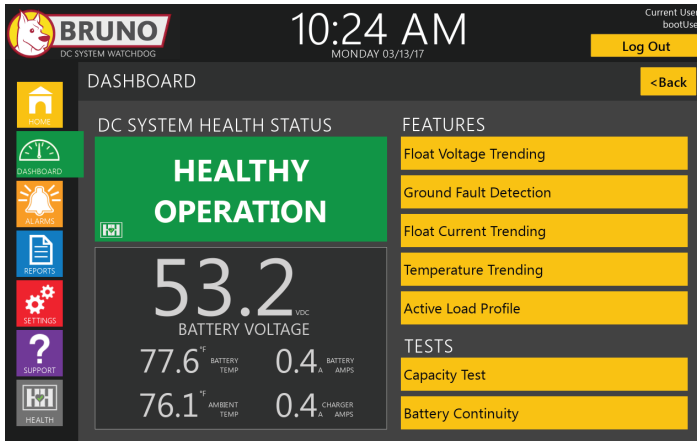 BRUNO
DC SYSTEM WATCHDOG
10:24 AM
MONDAY 03/13/17
Current User
bootUse
Log Out
DASHBOARD
<Back
HOME
DASHBOARD
ALARMS
REPORTS
SETTINGS
?
SUPPORT
HEALTH
DC SYSTEM HEALTH STATUS
HEALTHY
OPERATION
53.2 VDC
BATTERY VOLTAGE
77.6 °F BATTERY TEMP
0.4 A BATTERY AMPS
76.1 °F AMBIENT TEMP
0.4 A CHARGER AMPS
FEATURES
Float Voltage Trending
Ground Fault Detection
Float Current Trending
Temperature Trending
Active Load Profile
TESTS
Capacity Test
Battery Continuity